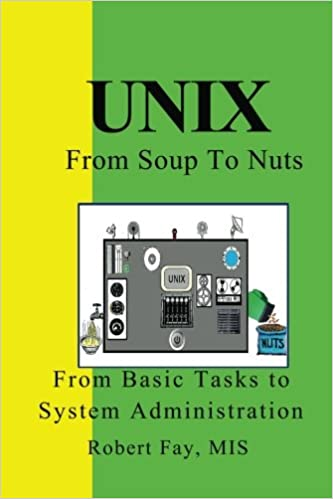 UNIX
From Soup To Nuts
UNIX
NUTS
From Basic Tasks to
System Administration
Robert Fay, MIS